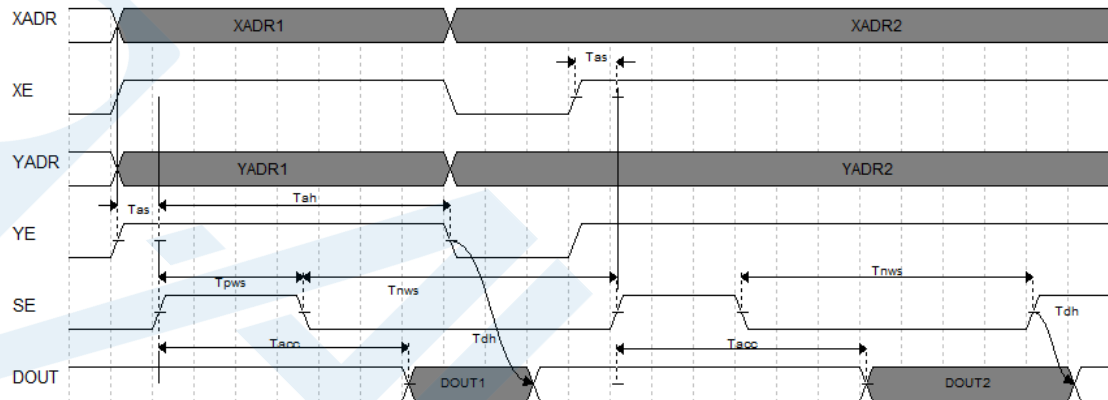 XADR XADR1 XADR2
Tas
XE
YADR YADR1 YADR2
Tas Tah
YE
Tpws Tnws Tnws
SE
Tdh Tdh
Tacc Tacc
DOUT DOUT1 DOUT2